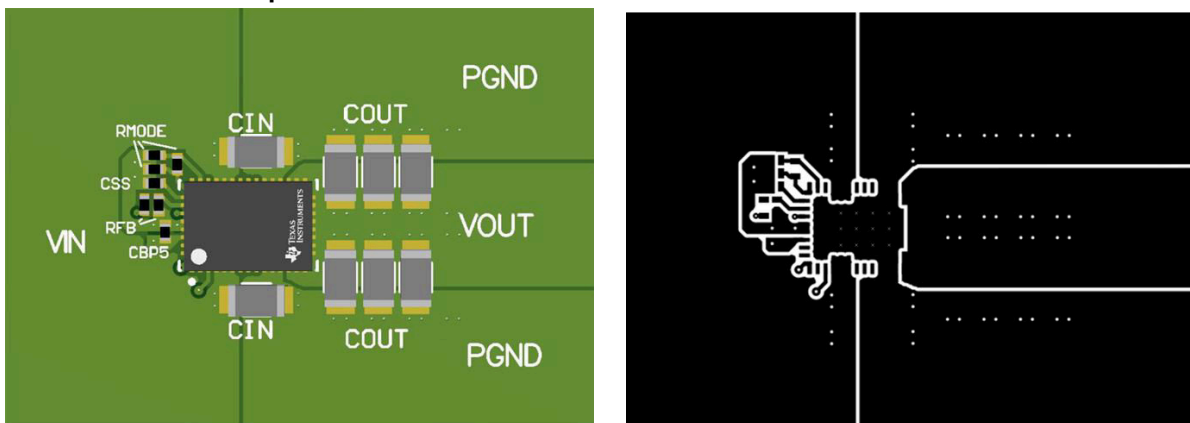 PGND
COUT
CIN
RMODE
CSS
TEXAS
INSTRUMENTS
RFB
VOUT
VIN
CBP5
CIN
COUT
PGND